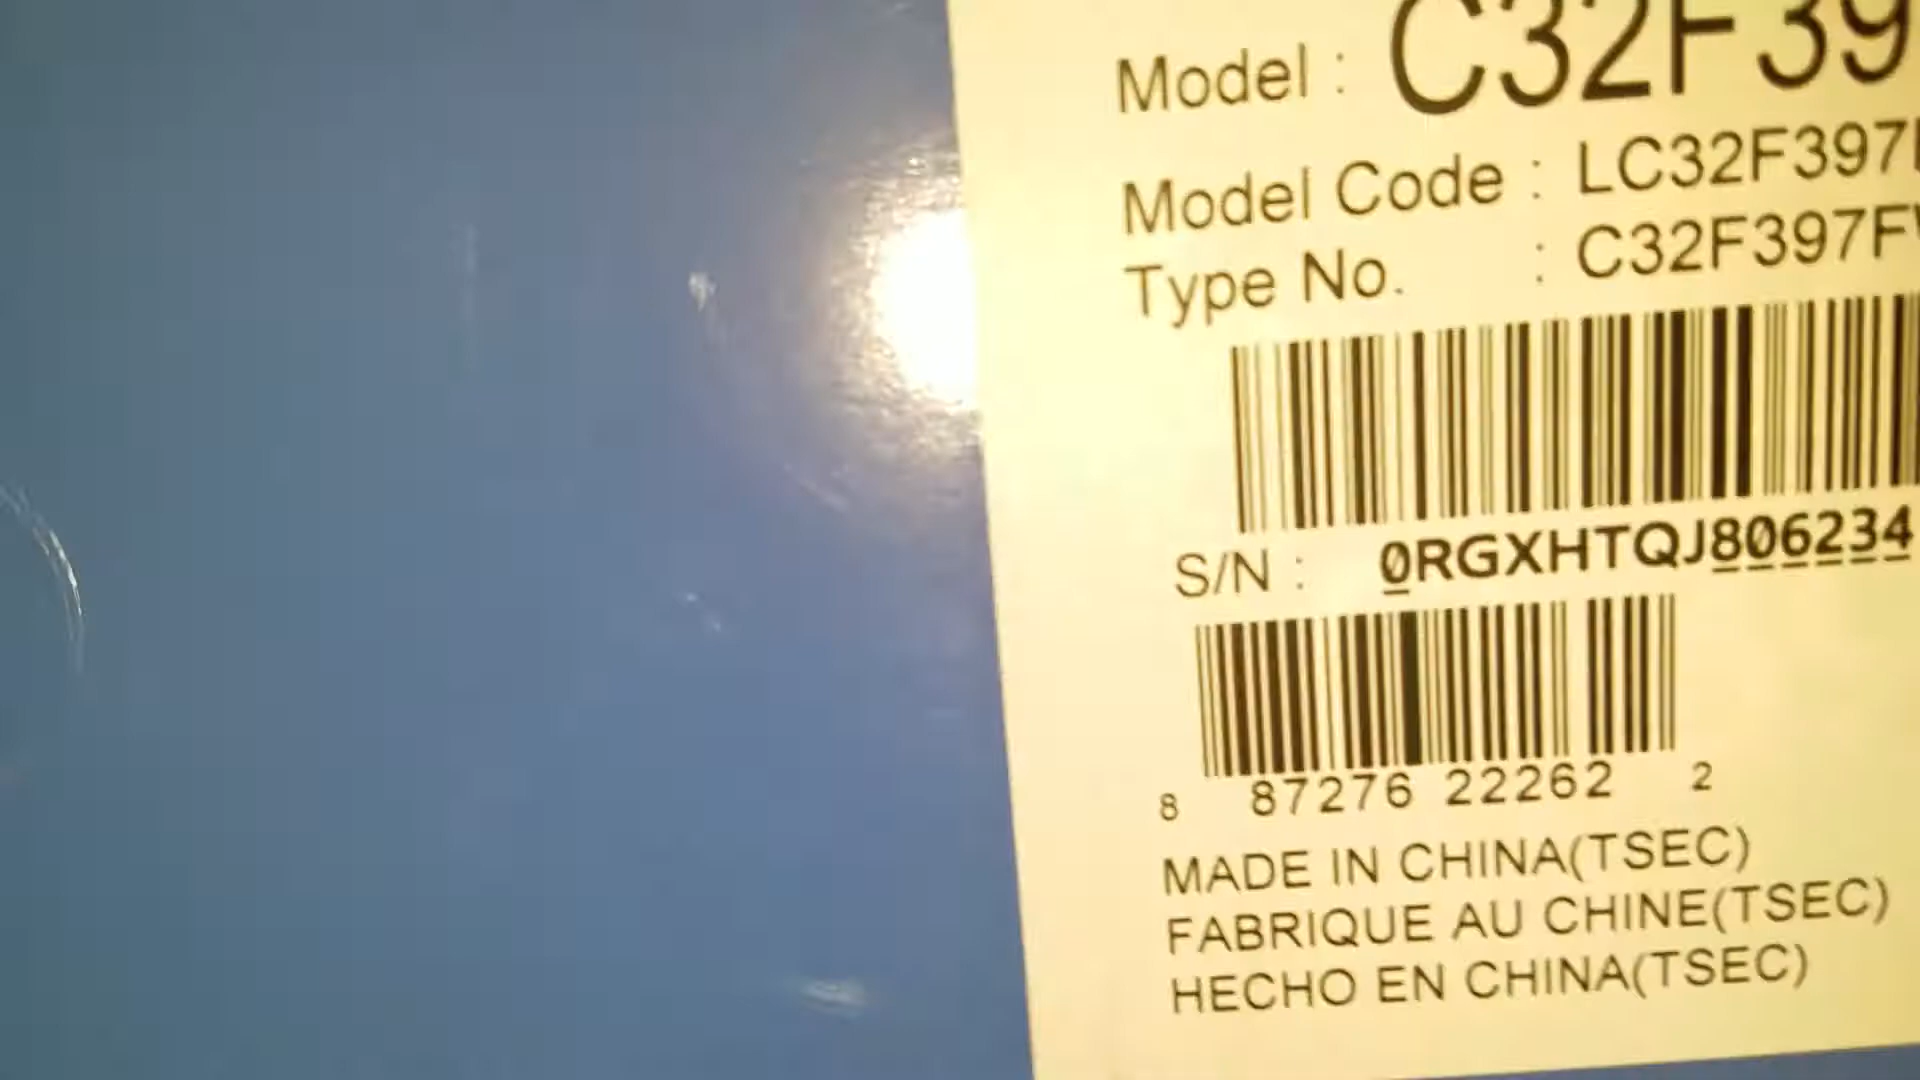 Model : C32F39
Model Code : LC32F397
Type No. : C32F397F
S/N : 0RGXHTQJ806234
8 87276 22262 2
MADE IN CHINA(TSEC)
FABRIQUE AU CHINE(TSEC)
HECHO EN CHINA(TSEC)